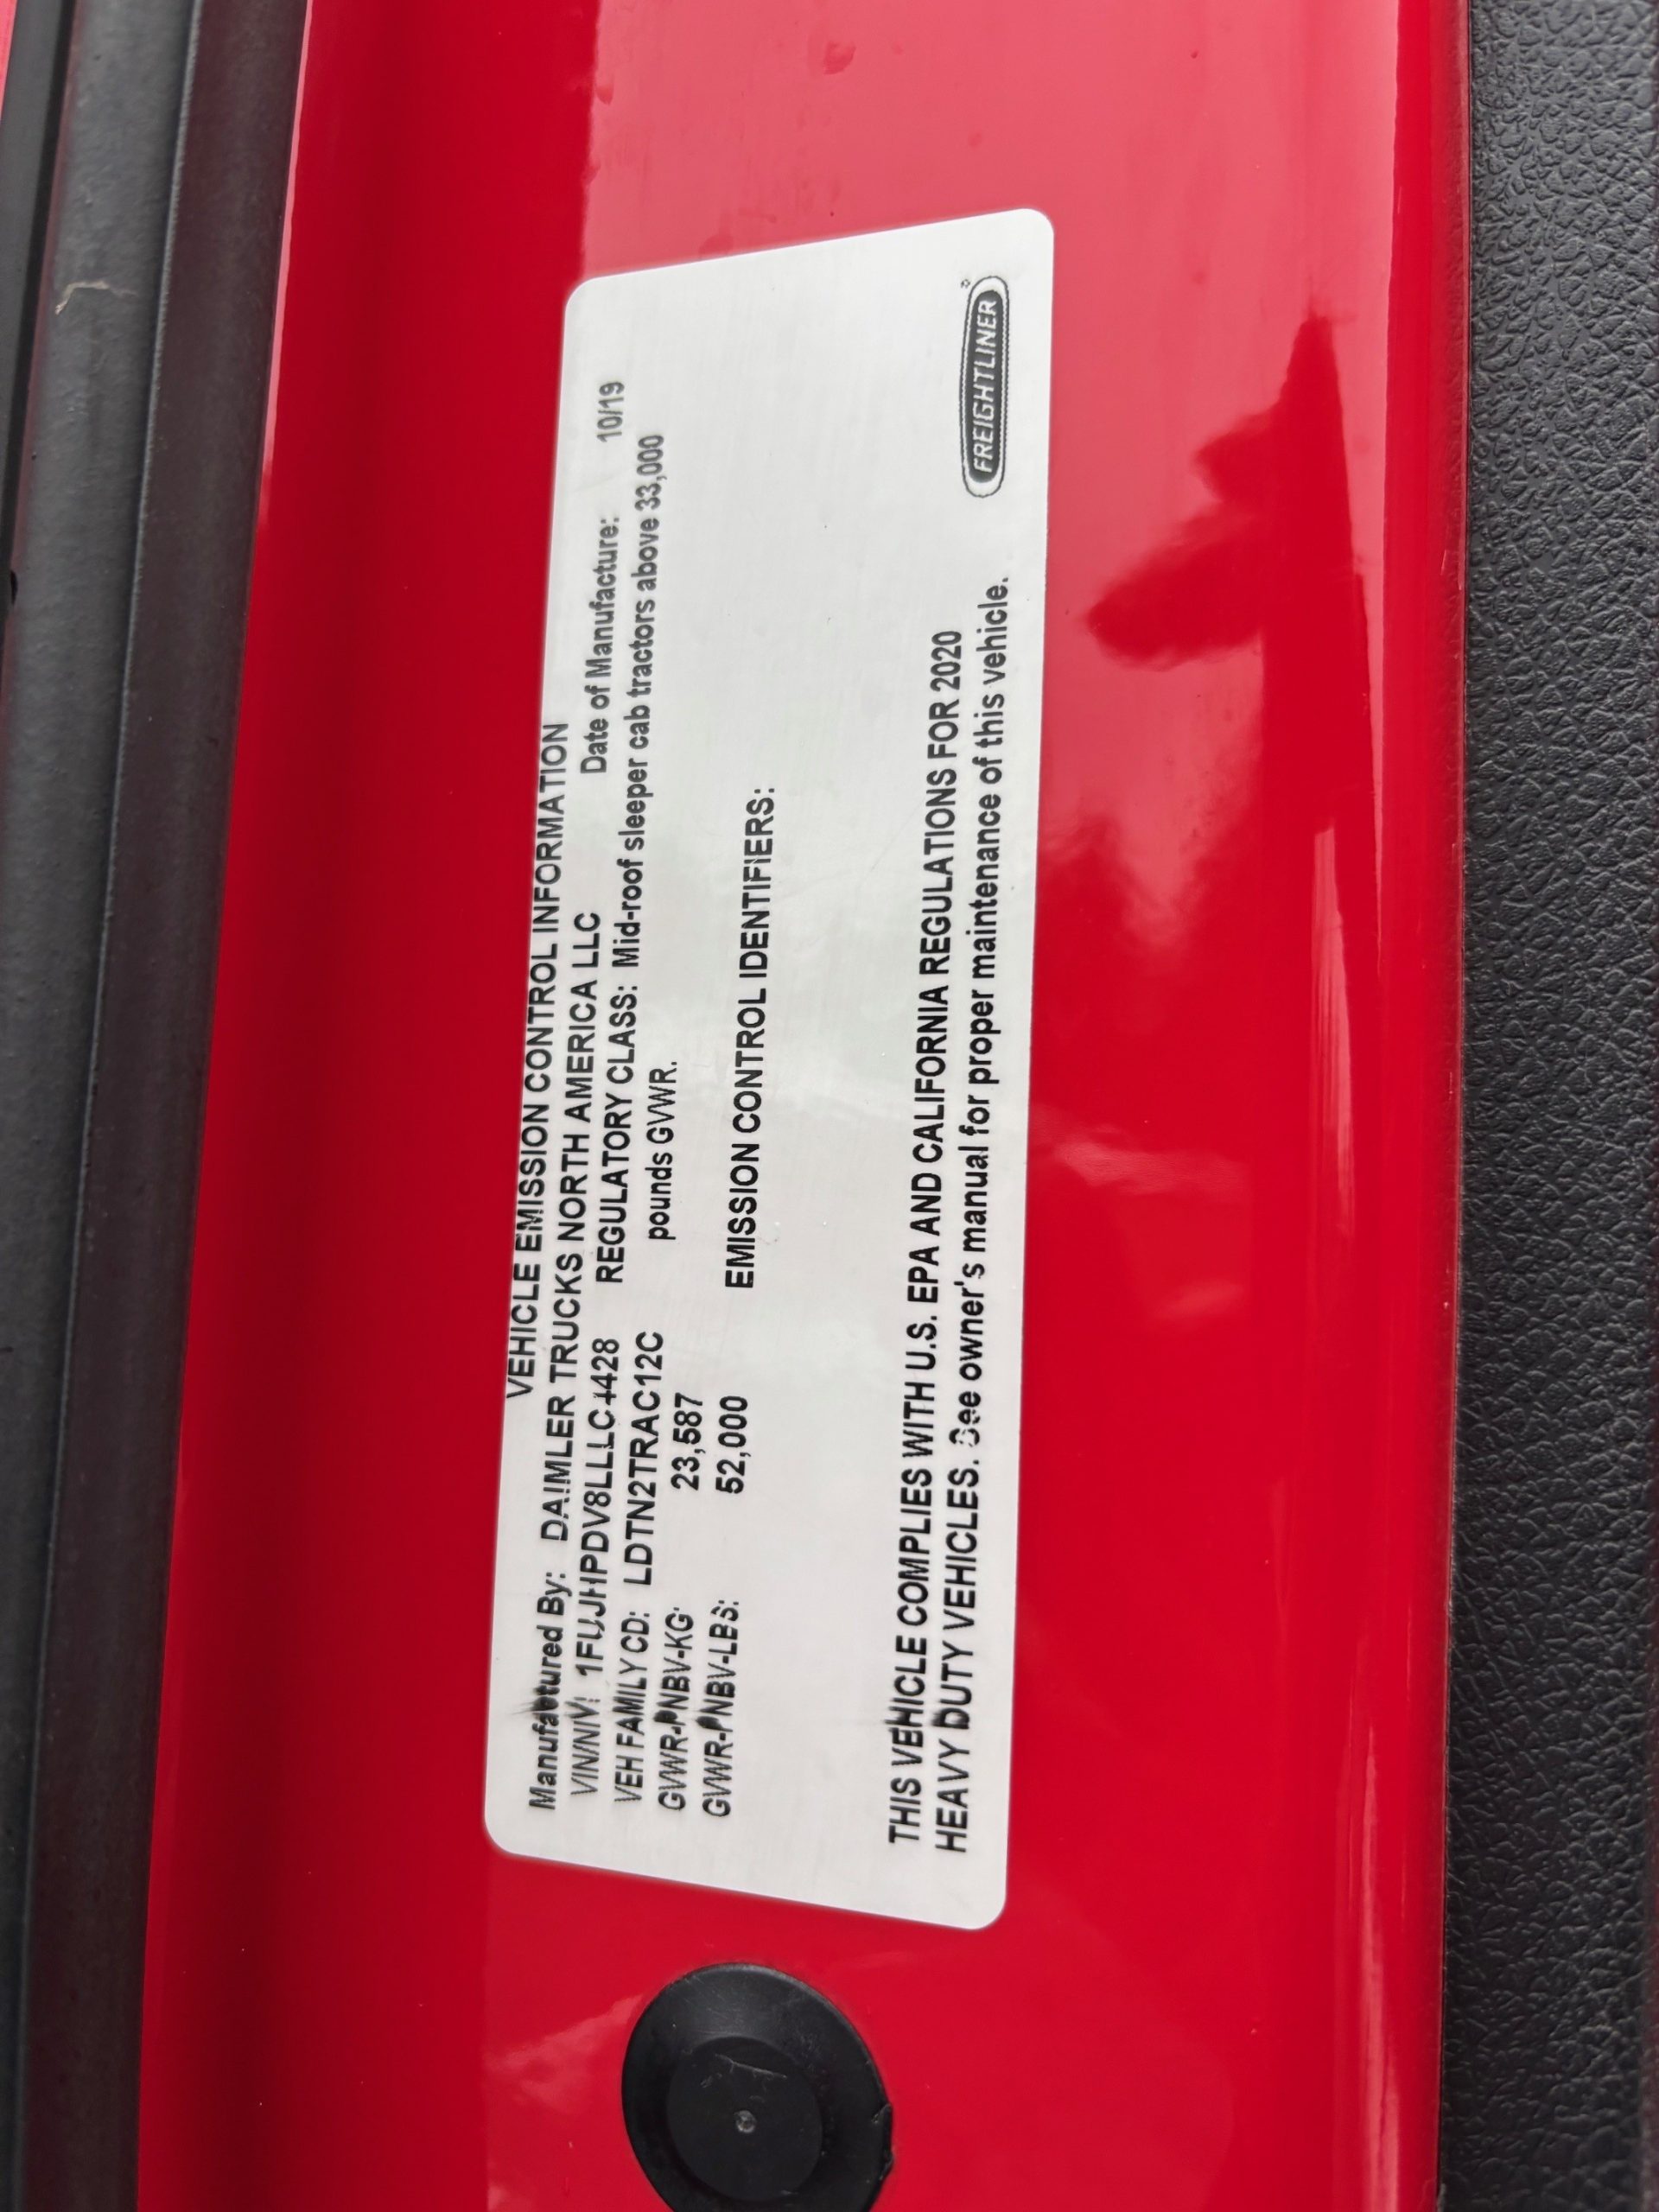 VEHICLE EMISSION CONTROL INFORMATION
Manufactured By: DAIMLER TRUCKS NORTH AMERICA LLC Date of Manufacture: 10/19
VIN/NIV: 1FUJHPDV8LLLC4428 REGULATORY CLASS: Mid-roof sleeper cab tractors above 33,000
VEH FAMILY CD: LDTN2TRAC12C pounds GVWR.
GVWR-PNBV-KG: 23,587
GVWR-PNBV-LBS: 52,000 EMISSION CONTROL IDENTIFIERS:
THIS VEHICLE COMPLIES WITH U.S. EPA AND CALIFORNIA REGULATIONS FOR 2020
HEAVY DUTY VEHICLES. See owner's manual for proper maintenance of this vehicle.
FREIGHTLINER